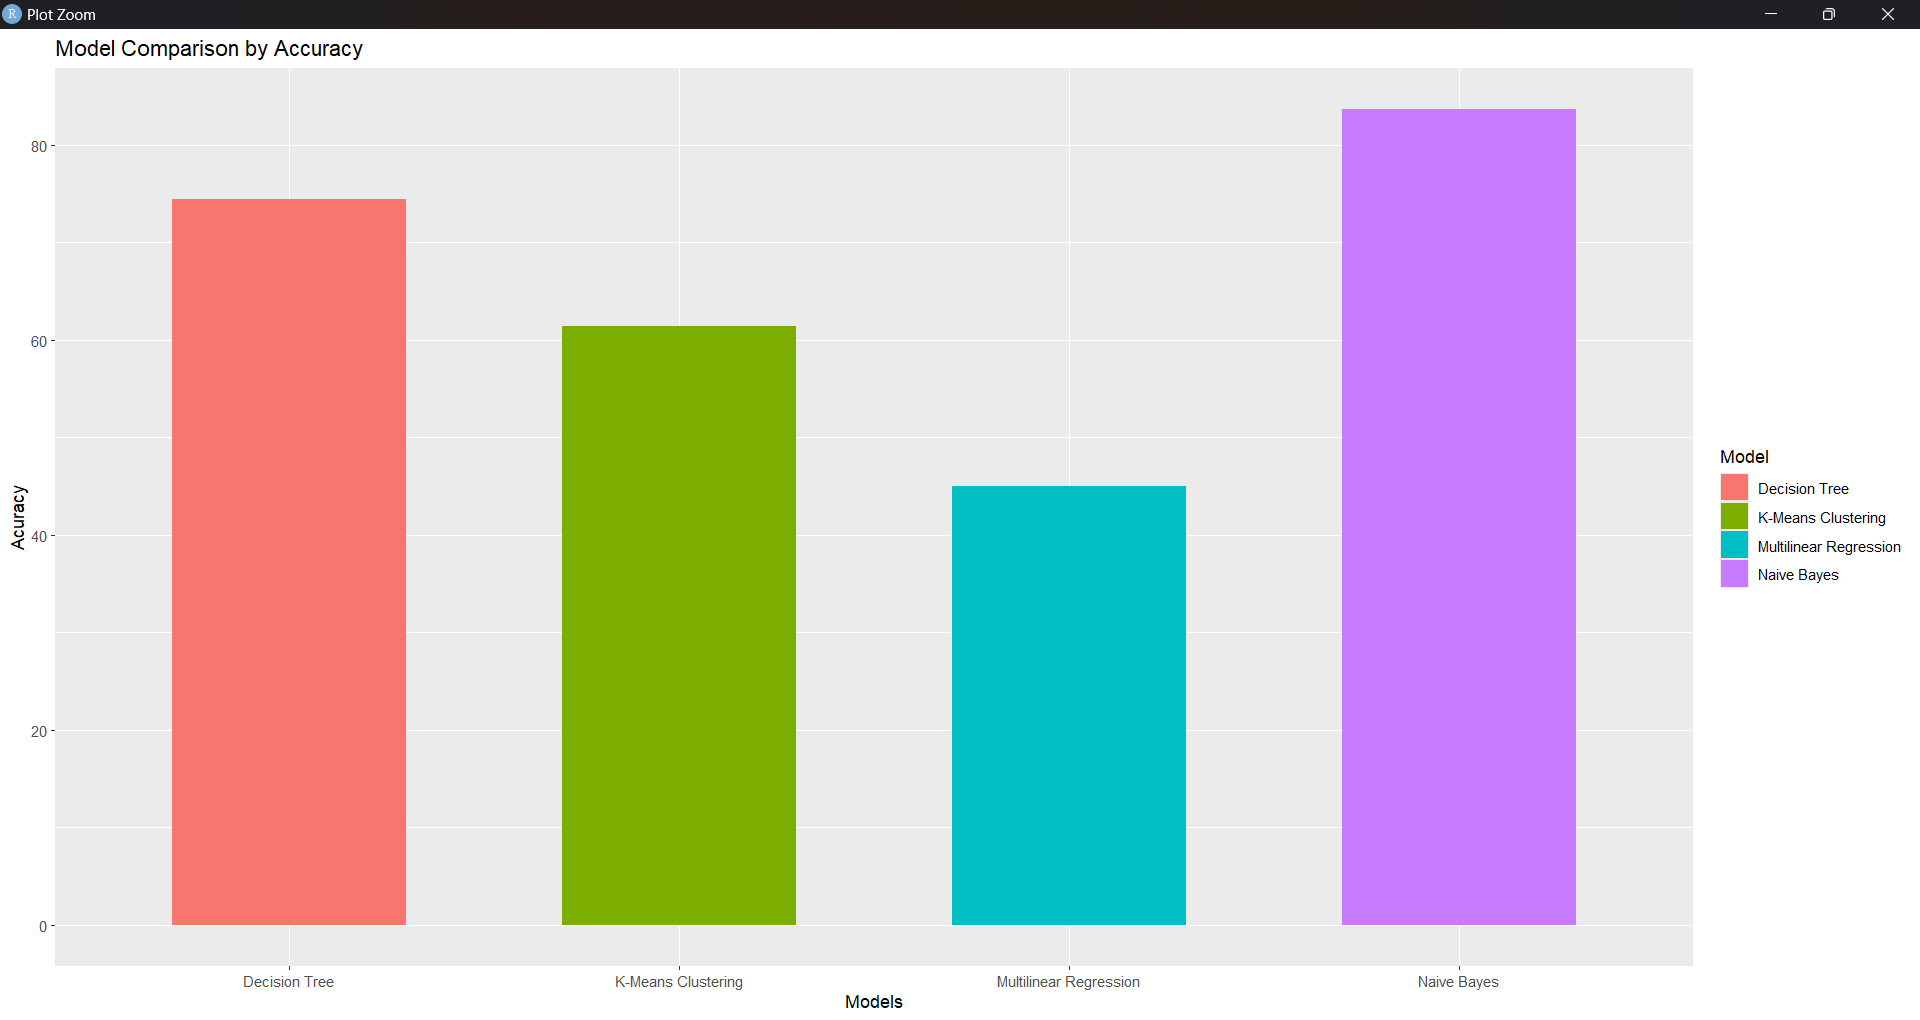 R Plot Zoom
Model Comparison by Accuracy
80
60
40
20
0
Acuracy
Decision Tree
K-Means Clustering
Multilinear Regression
Naive Bayes
Models
Model
Decision Tree
K-Means Clustering
Multilinear Regression
Naive Bayes